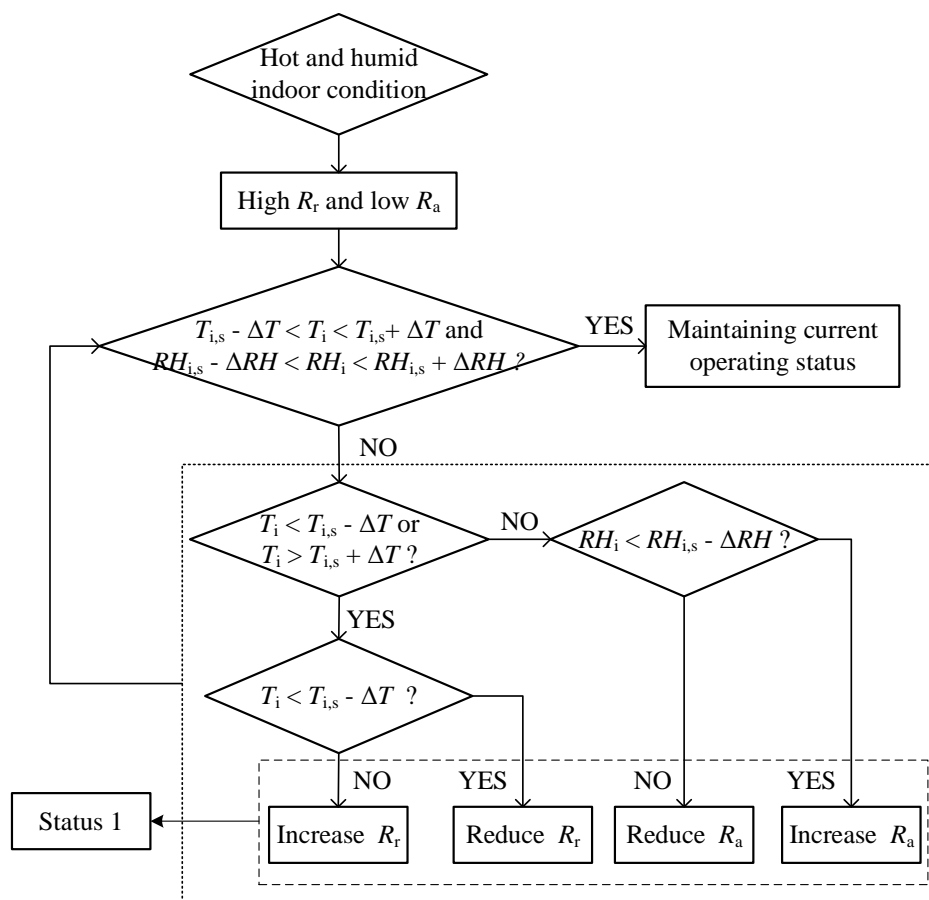 Hot and humid
indoor condition
High Rr and low Ra
Ti,s - ΔT < Ti < Ti,s+ ΔT and
RHi,s - ΔRH < RHi < RHi,s + ΔRH ?
YES
Maintaining current
operating status
NO
Ti < Ti,s - ΔT or
Ti > Ti,s + ΔT ?
NO
RHi < RHi,s - ΔRH ?
YES
Ti < Ti,s - ΔT ?
NO
YES
NO
YES
Status 1
Increase Rr
Reduce Rr
Reduce Ra
Increase Ra